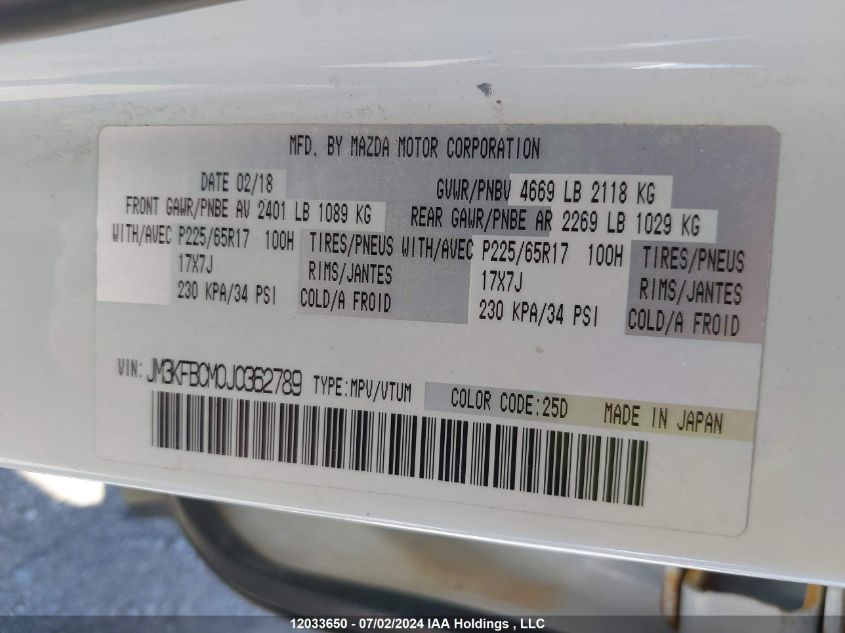 MFD. BY MAZDA MOTOR CORPORATION
DATE 02/18 GVWR/PNBV 4669 LB 2118 KG
FRONT GAWR/PNBE AV 2401 LB 1089 KG REAR GAWR/PNBE AR 2269 LB 1029 KG
WITH/AVEC P225/65R17 100H TIRES/PNEUS WITH/AVEC P225/65R17 100H TIRES/PNEUS
17X7J RIMS/JANTES 17X7J RIMS/JANTES
230 KPA/34 PSI COLD/A FROID 230 KPA/34 PSI COLD/A FROID
VIN: JM3KFBCM0J0362789 TYPE:MPV/VTUM COLOR CODE:25D MADE IN JAPAN
12033650 - 07/02/2024 IAA Holdings , LLC